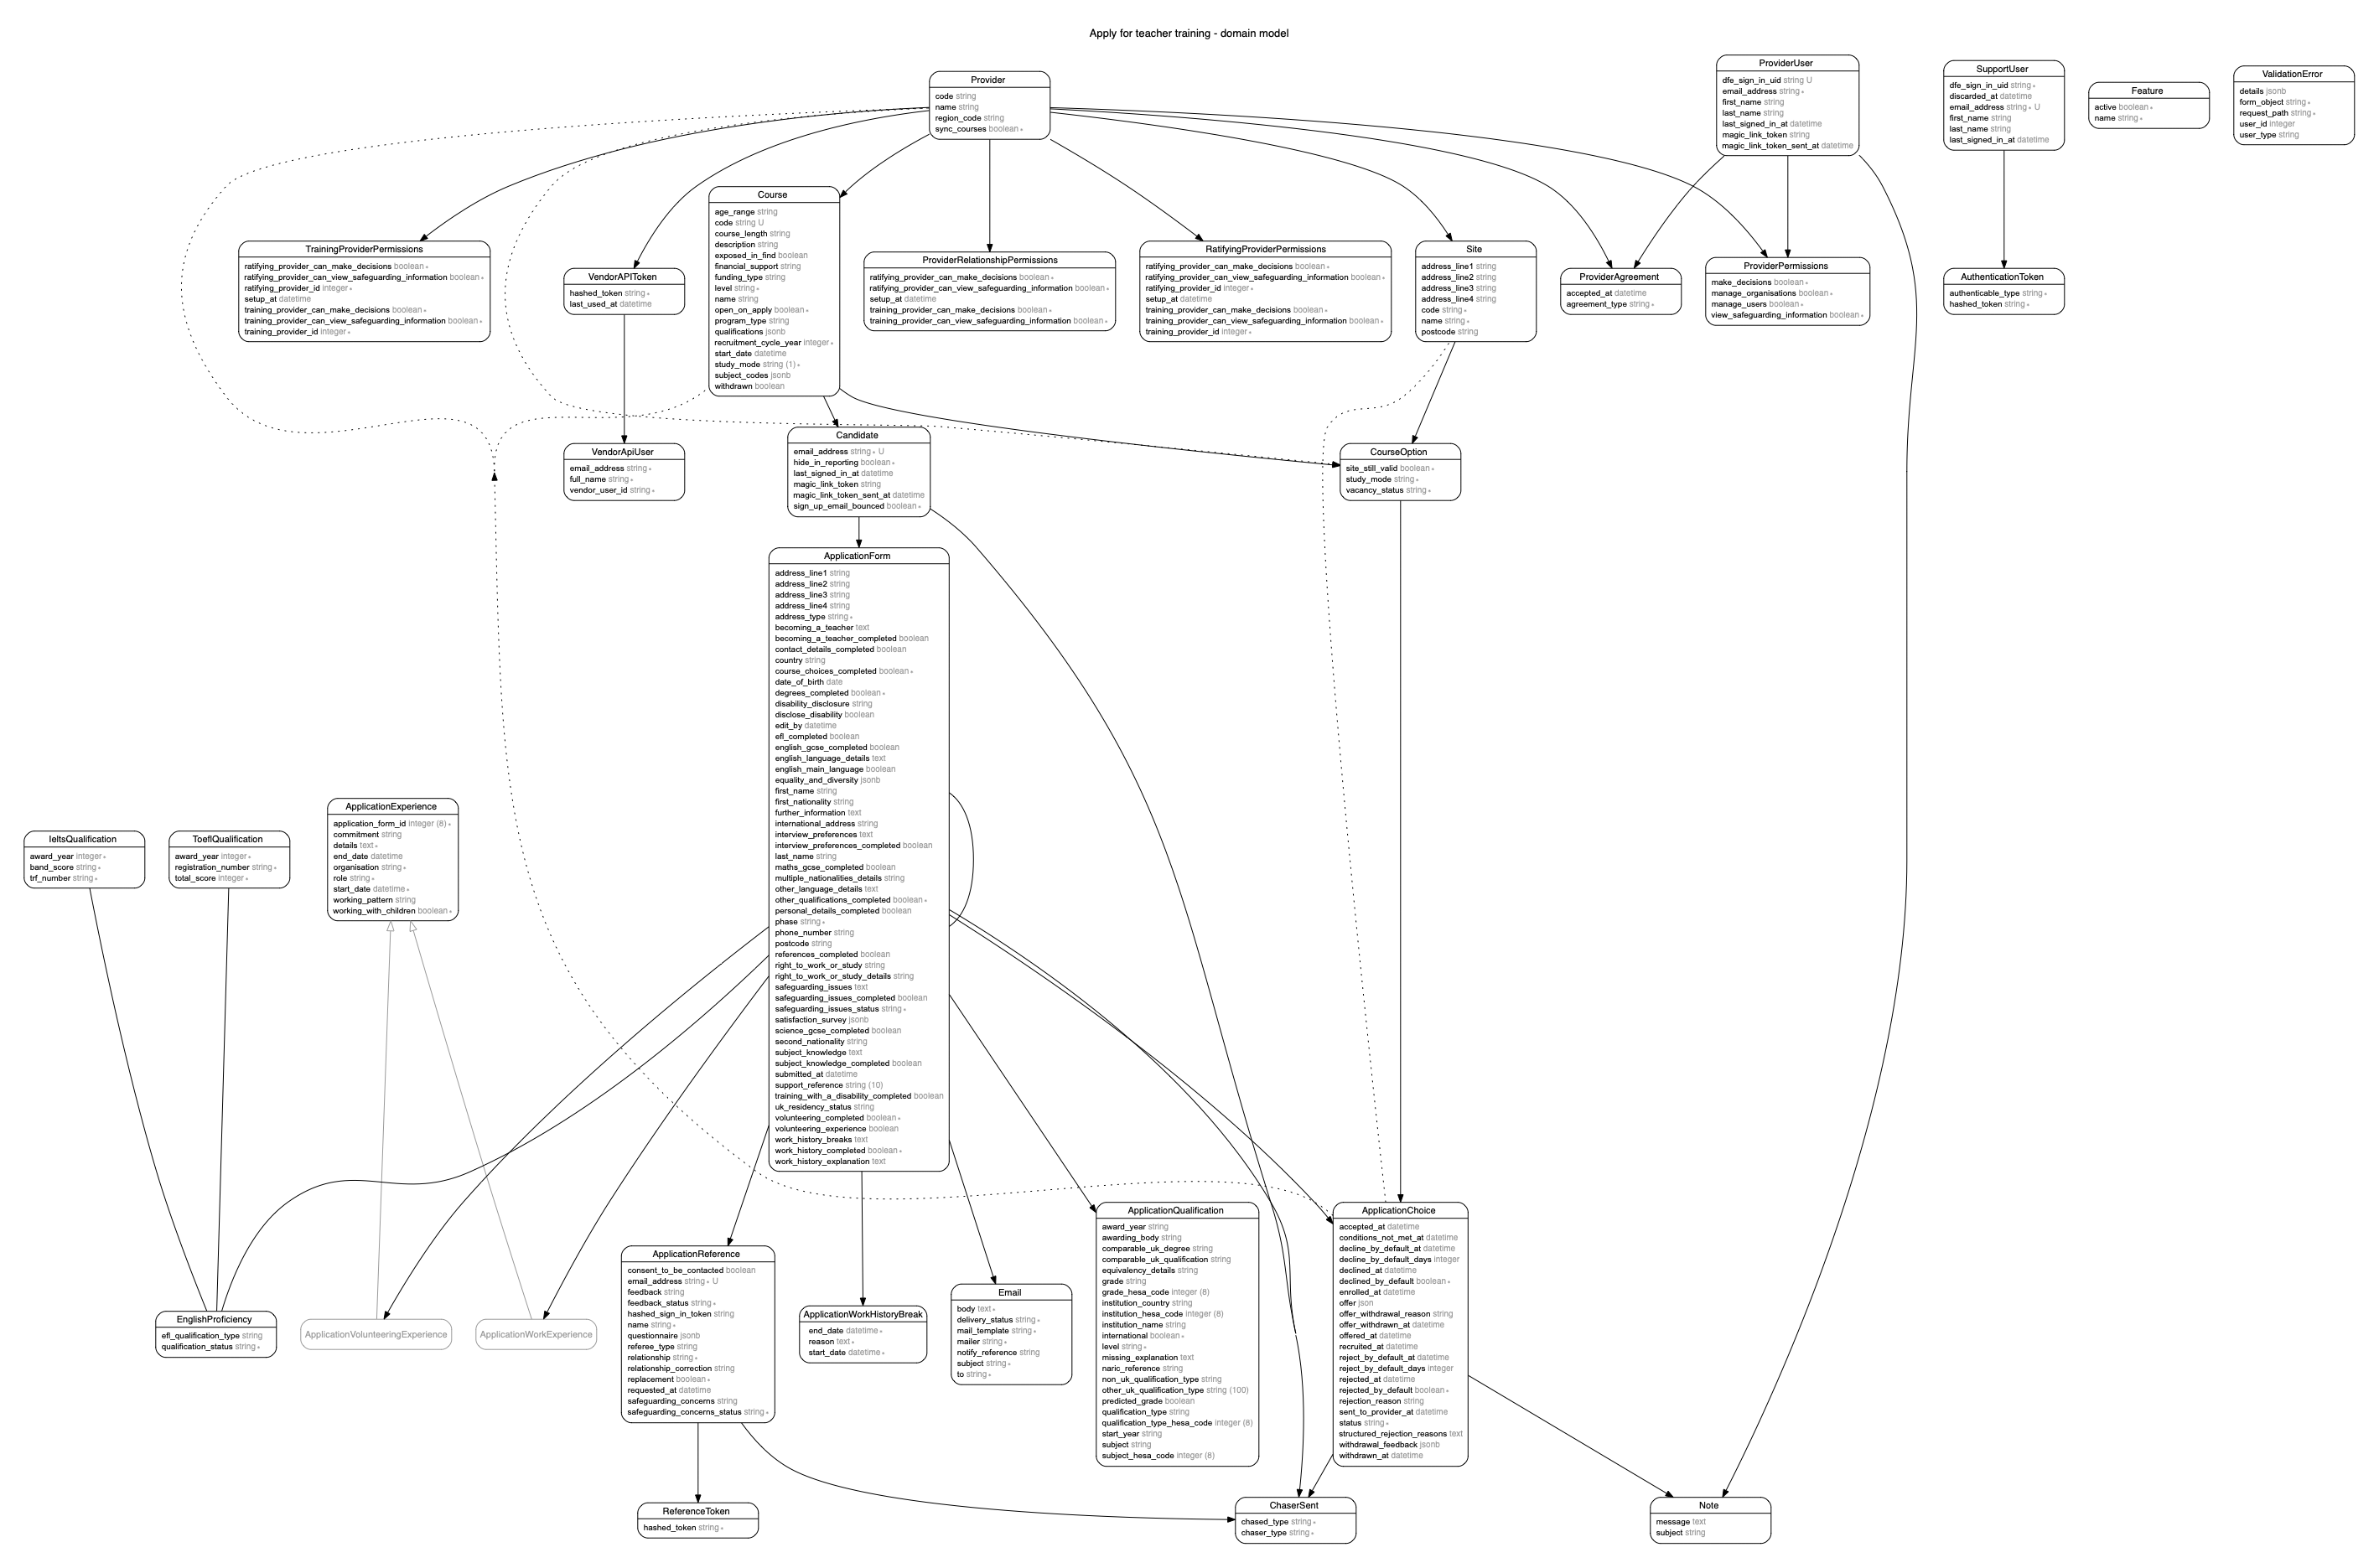 Apply for teacher training - domain model
Provider
code string
name string
region_code string
sync_courses boolean ∗
ProviderUser
dfe_sign_in_uid string U
email_address string ∗
first_name string
last_name string
last_signed_in_at datetime
magic_link_token string
magic_link_token_sent_at datetime
SupportUser
dfe_sign_in_uid string ∗
discarded_at datetime
email_address string ∗ U
first_name string
last_name string
last_signed_in_at datetime
Feature
active boolean ∗
name string ∗
ValidationError
details jsonb
form_object string ∗
request_path string ∗
user_id integer
user_type string
TrainingProviderPermissions
ratifying_provider_can_make_decisions boolean ∗
ratifying_provider_can_view_safeguarding_information boolean ∗
ratifying_provider_id integer ∗
setup_at datetime
training_provider_can_make_decisions boolean ∗
training_provider_can_view_safeguarding_information boolean ∗
training_provider_id integer ∗
VendorAPIToken
hashed_token string ∗
last_used_at datetime
Course
age_range string
code string U
course_length string
description string
exposed_in_find boolean
financial_support string
funding_type string
level string ∗
name string
open_on_apply boolean ∗
program_type string
qualifications jsonb
recruitment_cycle_year integer ∗
start_date datetime
study_mode string (1) ∗
subject_codes jsonb
withdrawn boolean
ProviderRelationshipPermissions
ratifying_provider_can_make_decisions boolean ∗
ratifying_provider_can_view_safeguarding_information boolean ∗
setup_at datetime
training_provider_can_make_decisions boolean ∗
training_provider_can_view_safeguarding_information boolean ∗
RatifyingProviderPermissions
ratifying_provider_can_make_decisions boolean ∗
ratifying_provider_can_view_safeguarding_information boolean ∗
ratifying_provider_id integer ∗
setup_at datetime
training_provider_can_make_decisions boolean ∗
training_provider_can_view_safeguarding_information boolean ∗
training_provider_id integer ∗
Site
address_line1 string
address_line2 string
address_line3 string
address_line4 string
code string ∗
name string ∗
postcode string
ProviderAgreement
accepted_at datetime
agreement_type string ∗
ProviderPermissions
make_decisions boolean ∗
manage_organisations boolean ∗
manage_users boolean ∗
view_safeguarding_information boolean ∗
AuthenticationToken
authenticable_type string ∗
hashed_token string ∗
VendorApiUser
email_address string ∗
full_name string ∗
vendor_user_id string ∗
Candidate
email_address string ∗ U
hide_in_reporting boolean ∗
last_signed_in_at datetime
magic_link_token string
magic_link_token_sent_at datetime
sign_up_email_bounced boolean ∗
CourseOption
site_still_valid boolean ∗
study_mode string ∗
vacancy_status string ∗
ApplicationForm
address_line1 string
address_line2 string
address_line3 string
address_line4 string
address_type string ∗
becoming_a_teacher text
becoming_a_teacher_completed boolean
contact_details_completed boolean
country string
course_choices_completed boolean ∗
date_of_birth date
degrees_completed boolean ∗
disability_disclosure string
disclose_disability boolean
edit_by datetime
efl_completed boolean
english_gcse_completed boolean
english_language_details text
english_main_language boolean
equality_and_diversity jsonb
first_name string
first_nationality string
further_information text
international_address string
interview_preferences text
interview_preferences_completed boolean
last_name string
maths_gcse_completed boolean
multiple_nationalities_details string
other_language_details text
other_qualifications_completed boolean ∗
personal_details_completed boolean
phase string ∗
phone_number string
postcode string
references_completed boolean
right_to_work_or_study string
right_to_work_or_study_details string
safeguarding_issues text
safeguarding_issues_completed boolean
safeguarding_issues_status string ∗
satisfaction_survey jsonb
science_gcse_completed boolean
second_nationality string
subject_knowledge text
subject_knowledge_completed boolean
submitted_at datetime
support_reference string (10)
training_with_a_disability_completed boolean
uk_residency_status string
volunteering_completed boolean ∗
volunteering_experience boolean
work_history_breaks text
work_history_completed boolean ∗
work_history_explanation text
IeltsQualification
award_year integer ∗
band_score string ∗
trf_number string ∗
ToeflQualification
award_year integer ∗
registration_number string ∗
total_score integer ∗
ApplicationExperience
application_form_id integer (8) ∗
commitment string
details text ∗
end_date datetime
organisation string ∗
role string ∗
start_date datetime ∗
working_pattern string
working_with_children boolean ∗
EnglishProficiency
efl_qualification_type string
qualification_status string ∗
ApplicationVolunteeringExperience
ApplicationWorkExperience
ApplicationReference
consent_to_be_contacted boolean
email_address string ∗ U
feedback string
feedback_status string ∗
hashed_sign_in_token string
name string ∗
questionnaire jsonb
referee_type string
relationship string ∗
relationship_correction string
replacement boolean ∗
requested_at datetime
safeguarding_concerns string
safeguarding_concerns_status string ∗
ApplicationWorkHistoryBreak
end_date datetime ∗
reason text ∗
start_date datetime ∗
Email
body text ∗
delivery_status string ∗
mail_template string ∗
mailer string ∗
notify_reference string
subject string ∗
to string ∗
ApplicationQualification
award_year string
awarding_body string
comparable_uk_degree string
comparable_uk_qualification string
equivalency_details string
grade string
grade_hesa_code integer (8)
institution_country string
institution_hesa_code integer (8)
institution_name string
international boolean ∗
level string ∗
missing_explanation text
naric_reference string
non_uk_qualification_type string
other_uk_qualification_type string (100)
predicted_grade boolean
qualification_type string
qualification_type_hesa_code integer (8)
start_year string
subject string
subject_hesa_code integer (8)
ApplicationChoice
accepted_at datetime
conditions_not_met_at datetime
decline_by_default_at datetime
decline_by_default_days integer
declined_at datetime
declined_by_default boolean ∗
enrolled_at datetime
offer json
offer_withdrawal_reason string
offer_withdrawn_at datetime
offered_at datetime
recruited_at datetime
reject_by_default_at datetime
reject_by_default_days integer
rejected_at datetime
rejected_by_default boolean ∗
rejection_reason string
sent_to_provider_at datetime
status string ∗
structured_rejection_reasons text
withdrawal_feedback jsonb
withdrawn_at datetime
ReferenceToken
hashed_token string ∗
ChaserSent
chased_type string ∗
chaser_type string ∗
Note
message text
subject string